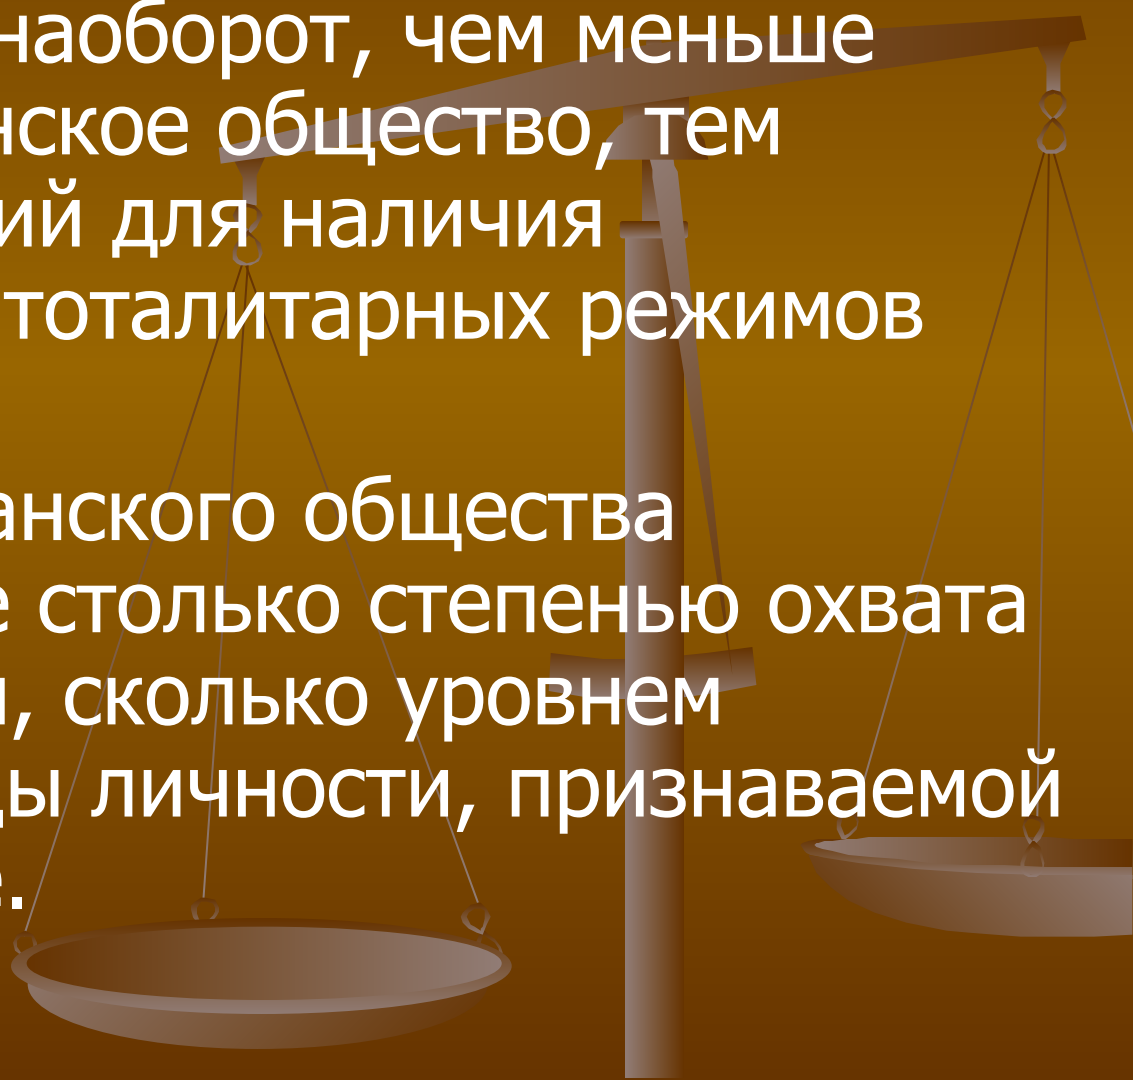 наоборот, чем меньше
нское общество, тем
ий для наличия
тоталитарных режимов
анского общества
е столько степенью охвата
, сколько уровнем
ды личности, признаваемой
е.